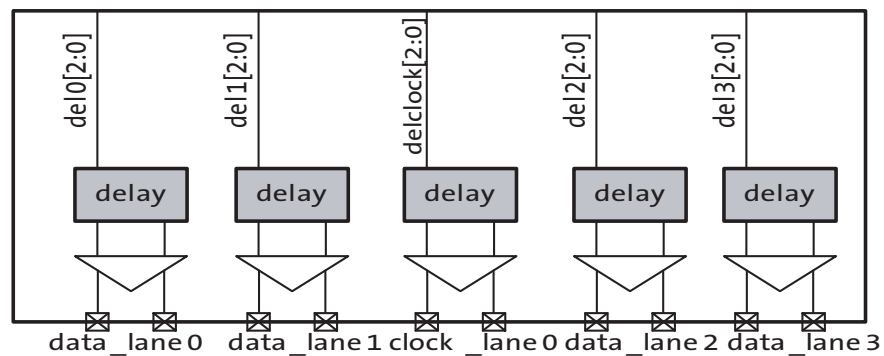 del0[2:0]
del1[2:0]
delclock[2:0]
del2[2:0]
del3[2:0]
delay delay delay delay delay
data_lane0 data_lane1 clock_lane0 data_lane2 data_lane3